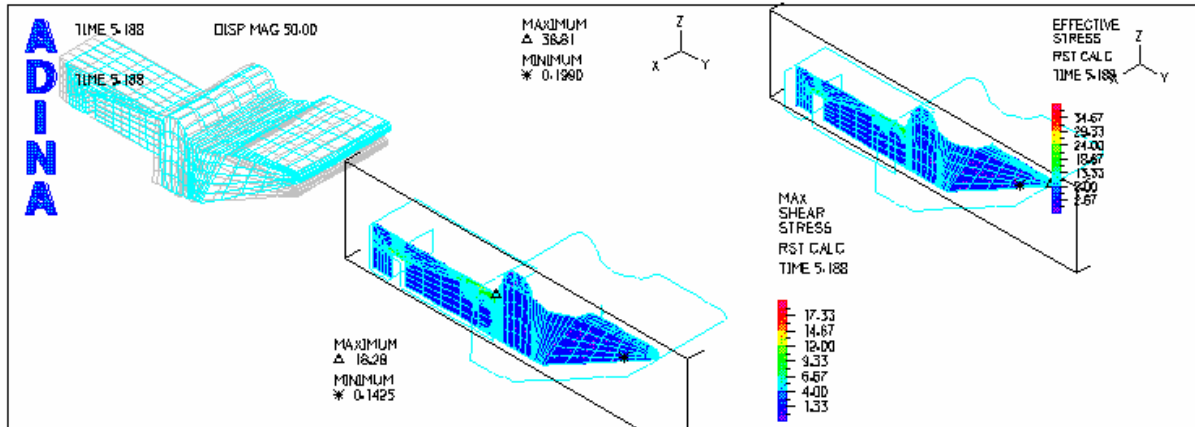 ADINA
TIME 5.188
DISP MAG 50.00
TIME 5.188
MAXIMUM
△ 36.81
MINIMUM
* 0.1990
Z
X
Y
EFFECTIVE
STRESS
RST CALC
TIME 5.188
Z
X
Y
34.67
29.33
24.00
18.67
13.33
8.00
2.67
MAX
SHEAR
STRESS
RST CALC
TIME 5.188
17.33
14.67
12.00
9.33
6.67
4.00
1.33
MAXIMUM
△ 18.28
MINIMUM
* 0.1425